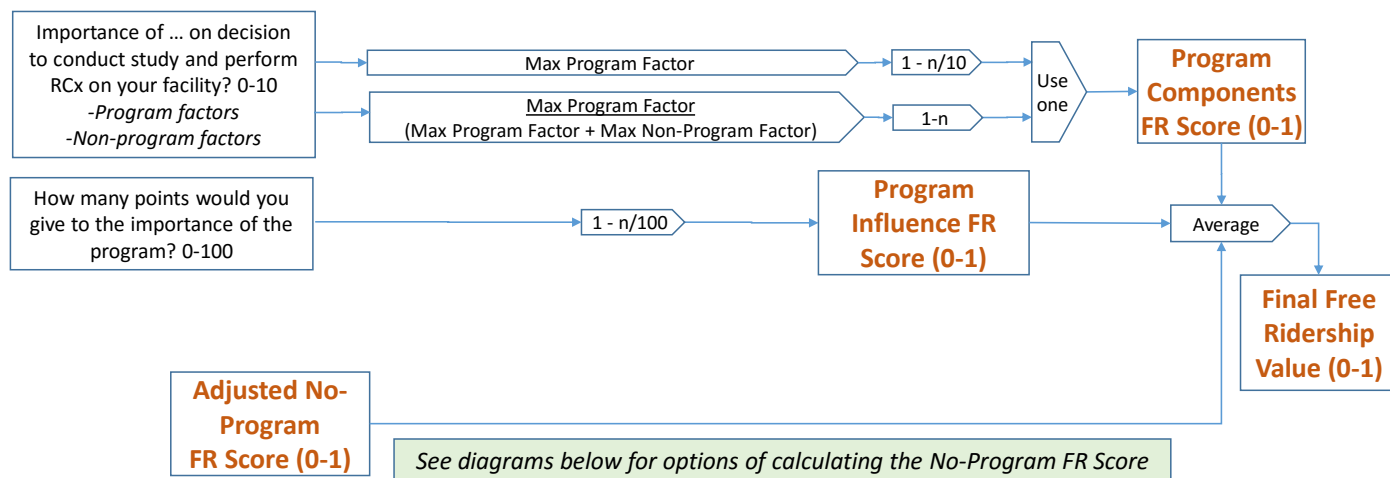 Importance of … on decision
to conduct study and perform
RCx on your facility? 0-10
-Program factors
-Non-program factors
Max Program Factor
1 - n/10
Max Program Factor
(Max Program Factor + Max Non-Program Factor)
1-n
Use
one
Program
Components
FR Score (0-1)
How many points would you
give to the importance of the
program? 0-100
1 - n/100
Program
Influence FR
Score (0-1)
Average
Final Free
Ridership
Value (0-1)
Adjusted No-
Program
FR Score (0-1)
See diagrams below for options of calculating the No-Program FR Score